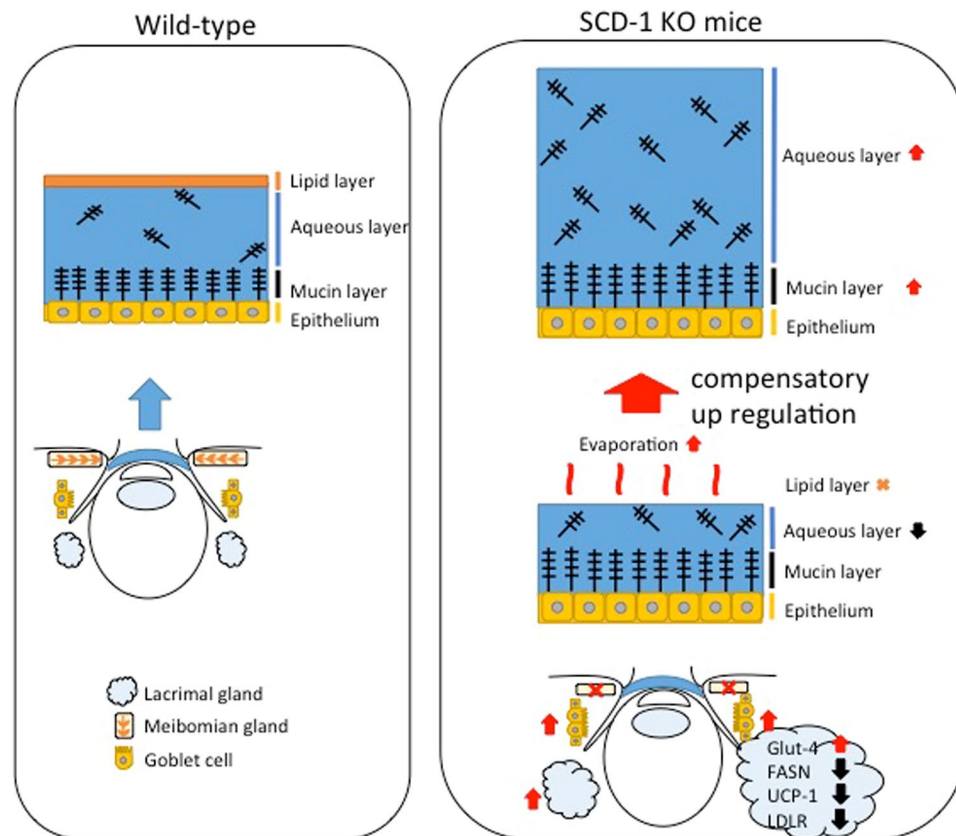 Wild-type
Lipid layer
Aqueous layer
Mucin layer
Epithelium
Lacrimal gland
Meibomian gland
Goblet cell
SCD-1 KO mice
Aqueous layer
Mucin layer
Epithelium
compensatory
up regulation
Evaporation
Lipid layer
Aqueous layer
Mucin layer
Epithelium
Glut-4
FASN
UCP-1
LDLR